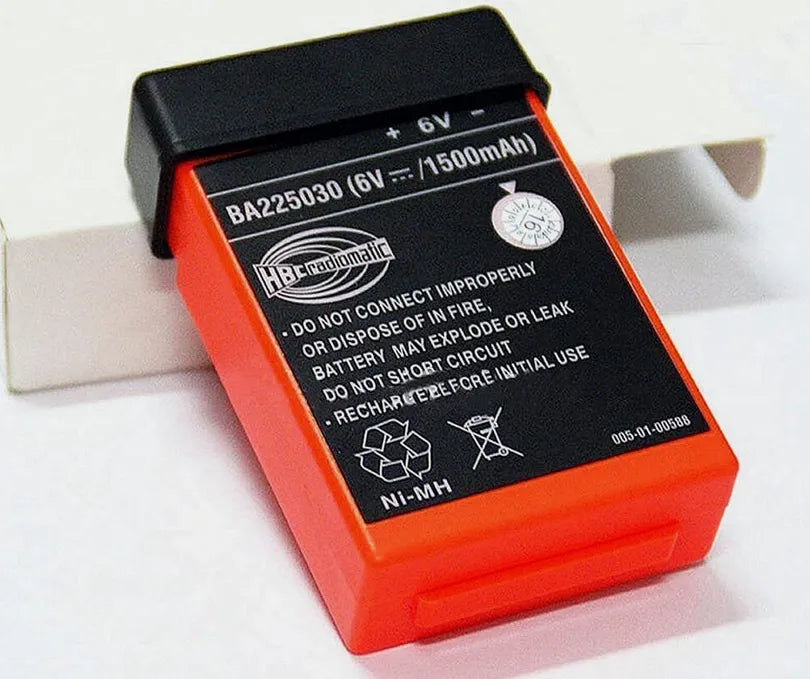 + 6V -
BA225030 (6V ⎓ /1500mAh)
16
HBC radiomatic
• DO NOT CONNECT IMPROPERLY
OR DISPOSE OF IN FIRE,
BATTERY MAY EXPLODE OR LEAK
DO NOT SHORT CIRCUIT
• RECHARGE BEFORE INITIAL USE
005-01-00588
Ni-MH